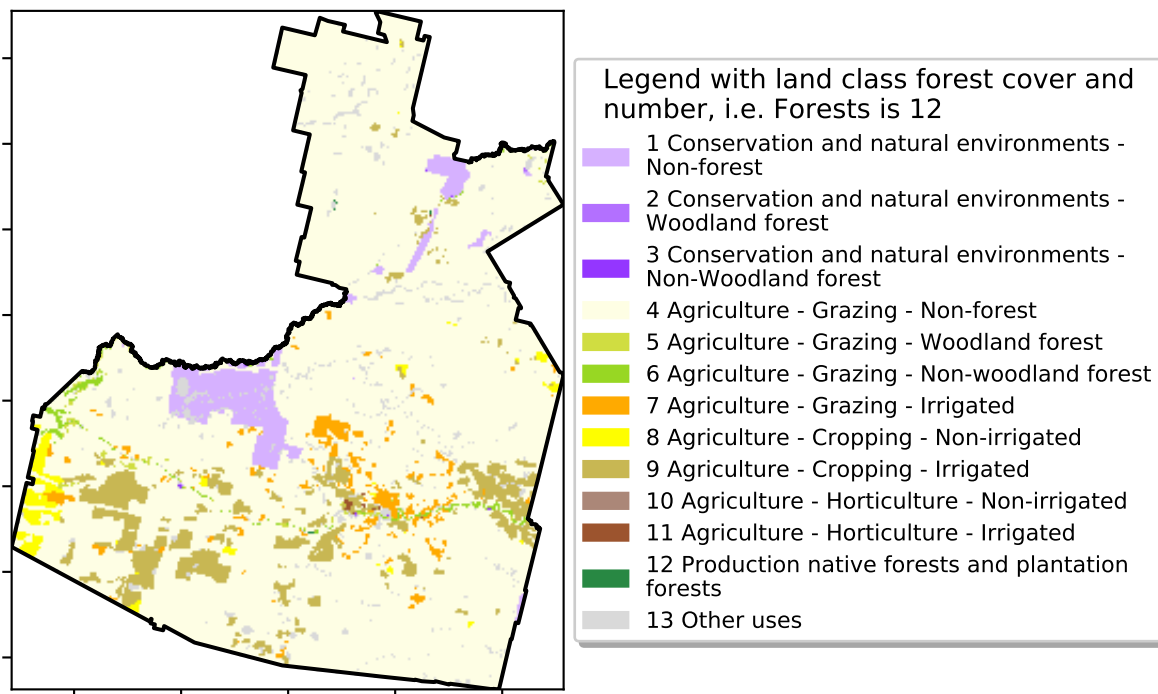 Legend with land class forest cover and
number, i.e. Forests is 12
1 Conservation and natural environments -
Non-forest
2 Conservation and natural environments -
Woodland forest
3 Conservation and natural environments -
Non-Woodland forest
4 Agriculture - Grazing - Non-forest
5 Agriculture - Grazing - Woodland forest
6 Agriculture - Grazing - Non-woodland forest
7 Agriculture - Grazing - Irrigated
8 Agriculture - Cropping - Non-irrigated
9 Agriculture - Cropping - Irrigated
10 Agriculture - Horticulture - Non-irrigated
11 Agriculture - Horticulture - Irrigated
12 Production native forests and plantation
forests
13 Other uses